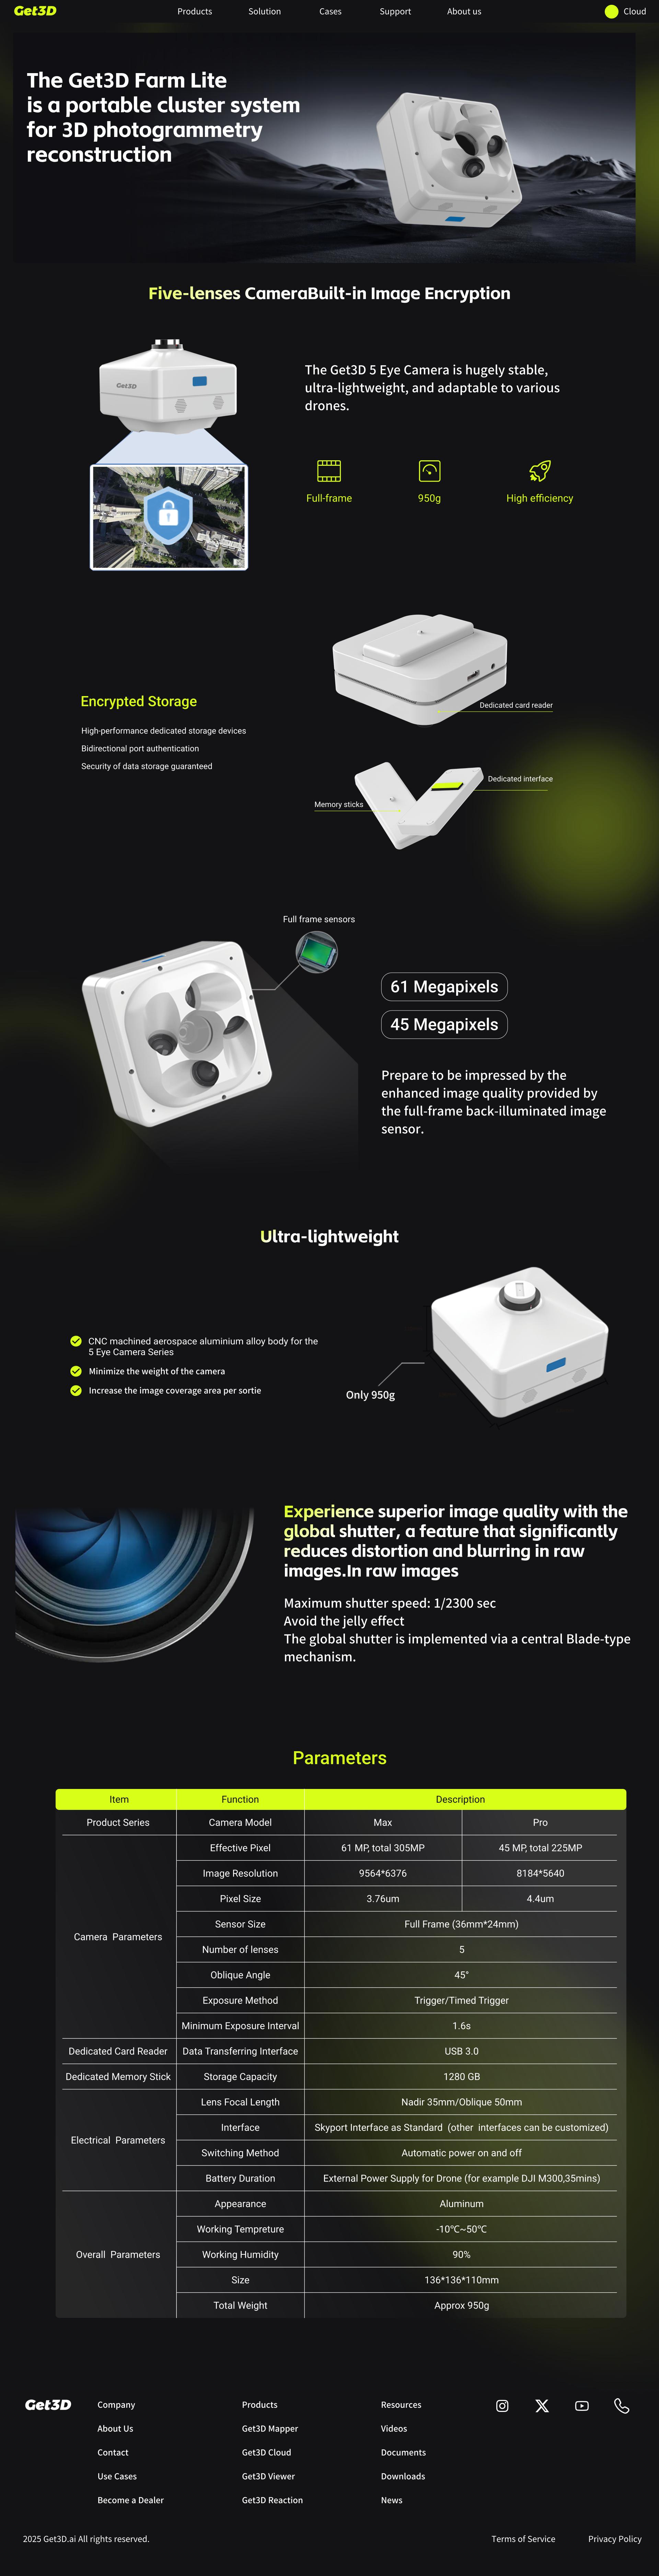 Get3D
Products
Solution
Cases
Support
About us
Cloud
The Get3D Farm Lite
is a portable cluster system
for 3D photogrammetry
reconstruction
Five-lenses CameraBuilt-in Image Encryption
Get3D
The Get3D 5 Eye Camera is hugely stable,
ultra-lightweight, and adaptable to various
drones.
Full-frame
950g
High efficiency
Encrypted Storage
High-performance dedicated storage devices
Bidirectional port authentication
Security of data storage guaranteed
Dedicated card reader
Dedicated interface
Memory sticks
Full frame sensors
61 Megapixels
45 Megapixels
Prepare to be impressed by the
enhanced image quality provided by
the full-frame back-illuminated image
sensor.
Ultra-lightweight
CNC machined aerospace aluminium alloy body for the
5 Eye Camera Series
Minimize the weight of the camera
Increase the image coverage area per sortie
Only 950g
Experience superior image quality with the
global shutter, a feature that significantly
reduces distortion and blurring in raw
images.In raw images
Maximum shutter speed: 1/2300 sec
Avoid the jelly effect
The global shutter is implemented via a central Blade-type
mechanism.
Parameters
Item Function Description
Product Series Camera Model Max Pro
Camera Parameters
Effective Pixel 61 MP, total 305MP 45 MP, total 225MP
Image Resolution 9564*6376 8184*5640
Pixel Size 3.76um 4.4um
Sensor Size Full Frame (36mm*24mm)
Number of lenses 5
Oblique Angle 45°
Exposure Method Trigger/Timed Trigger
Minimum Exposure Interval 1.6s
Dedicated Card Reader Data Transferring Interface USB 3.0
Dedicated Memory Stick Storage Capacity 1280 GB
Electrical Parameters
Lens Focal Length Nadir 35mm/Oblique 50mm
Interface Skyport Interface as Standard (other interfaces can be customized)
Switching Method Automatic power on and off
Battery Duration External Power Supply for Drone (for example DJI M300,35mins)
Overall Parameters
Appearance Aluminum
Working Tempreture -10℃~50℃
Working Humidity 90%
Size 136*136*110mm
Total Weight Approx 950g
Get3D
Company
About Us
Contact
Use Cases
Become a Dealer
Products
Get3D Mapper
Get3D Cloud
Get3D Viewer
Get3D Reaction
Resources
Videos
Documents
Downloads
News
2025 Get3D.ai All rights reserved.
Terms of Service
Privacy Policy